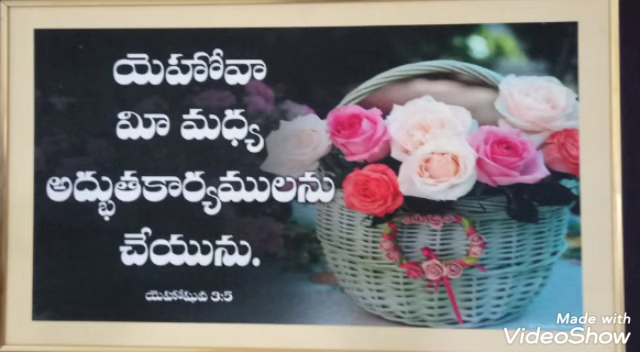 యెహోవా
మీ మధ్య
అద్భుతకార్యములను
చేయును.
యెహోషువ 3:5
Made with
VideoShow